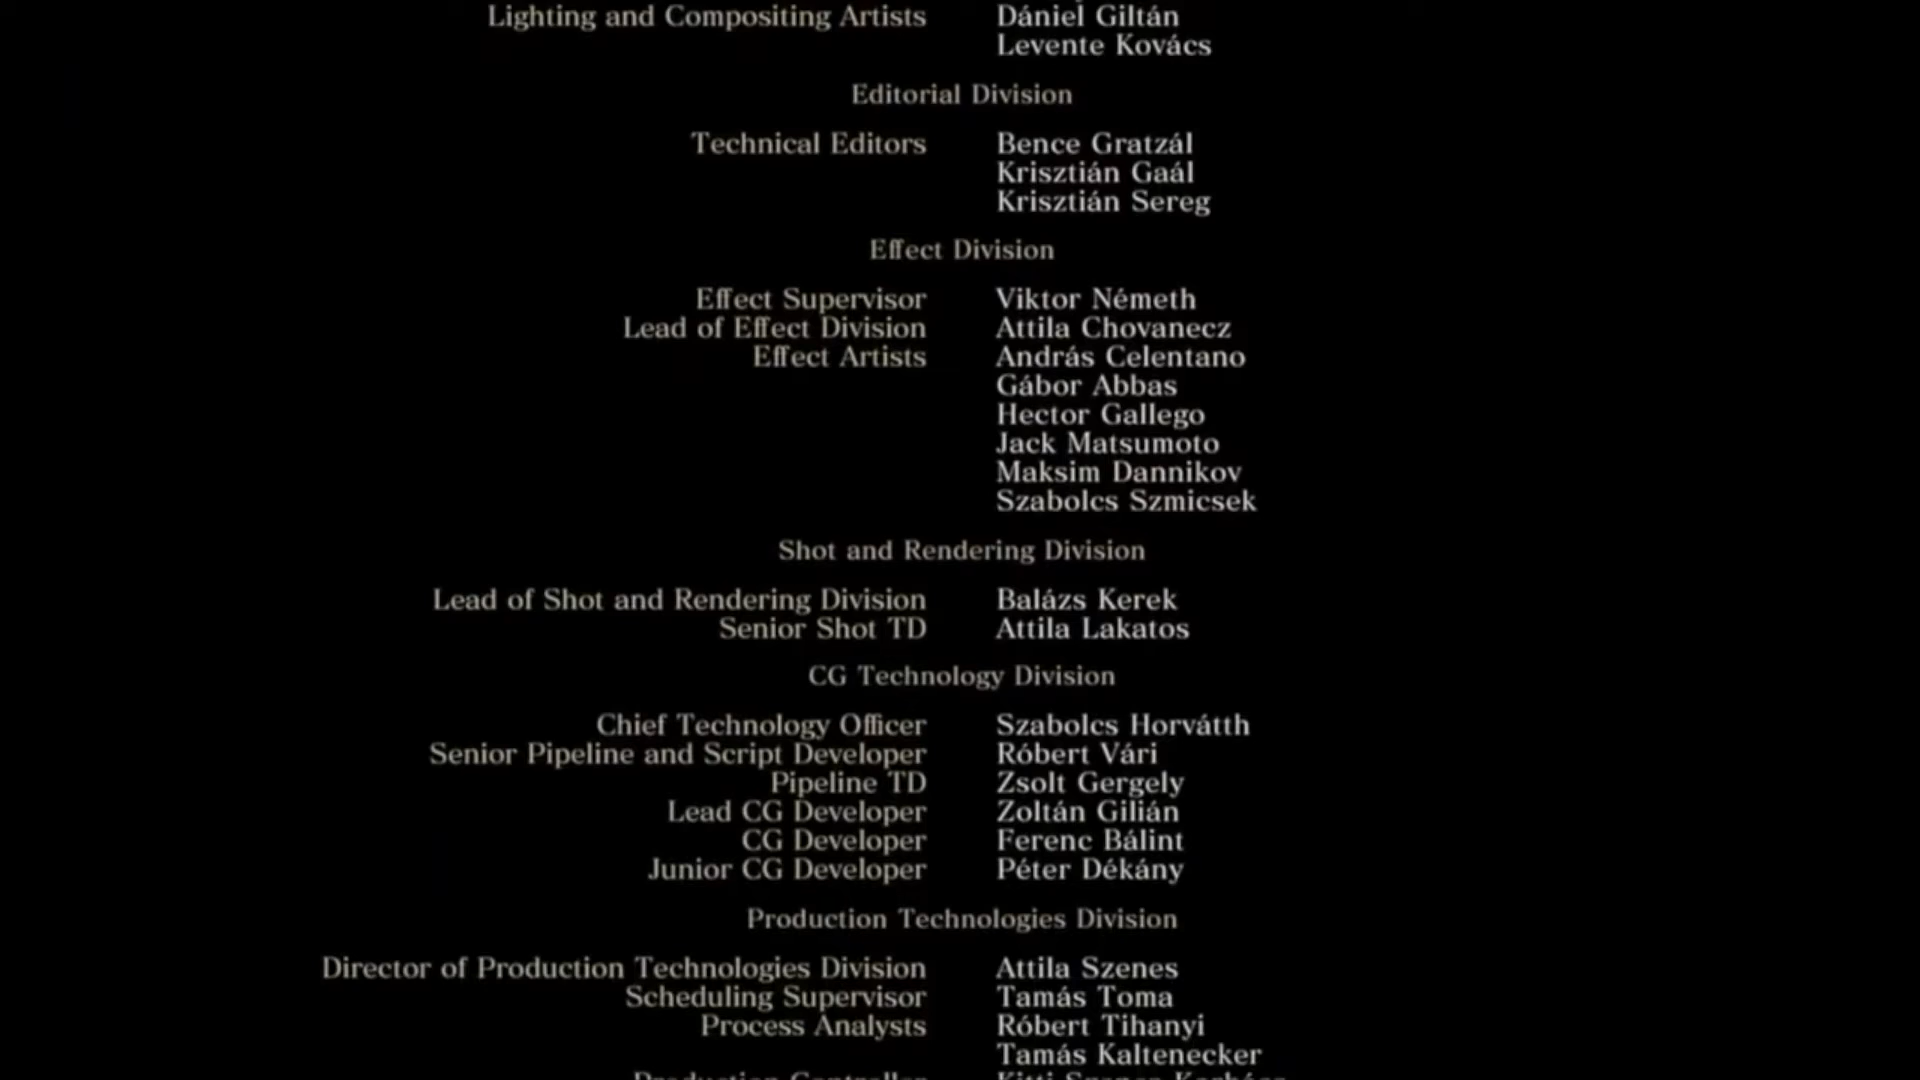 Lighting and Compositing Artists Dániel Giltán
Levente Kovács
Editorial Division
Technical Editors Bence Gratzál
Krisztián Gaál
Krisztián Sereg
Effect Division
Effect Supervisor Viktor Németh
Lead of Effect Division Attila Chovanecz
Effect Artists András Celentano
Gábor Abbas
Hector Gallego
Jack Matsumoto
Maksim Dannikov
Szabolcs Szmicsek
Shot and Rendering Division
Lead of Shot and Rendering Division Balázs Kerek
Senior Shot TD Attila Lakatos
CG Technology Division
Chief Technology Officer Szabolcs Horvátth
Senior Pipeline and Script Developer Róbert Vári
Pipeline TD Zsolt Gergely
Lead CG Developer Zoltán Gilián
CG Developer Ferenc Bálint
Junior CG Developer Péter Dékány
Production Technologies Division
Director of Production Technologies Division Attila Szenes
Scheduling Supervisor Tamás Toma
Process Analysts Róbert Tihanyi
Tamás Kaltenecker
Production Controller Kitti